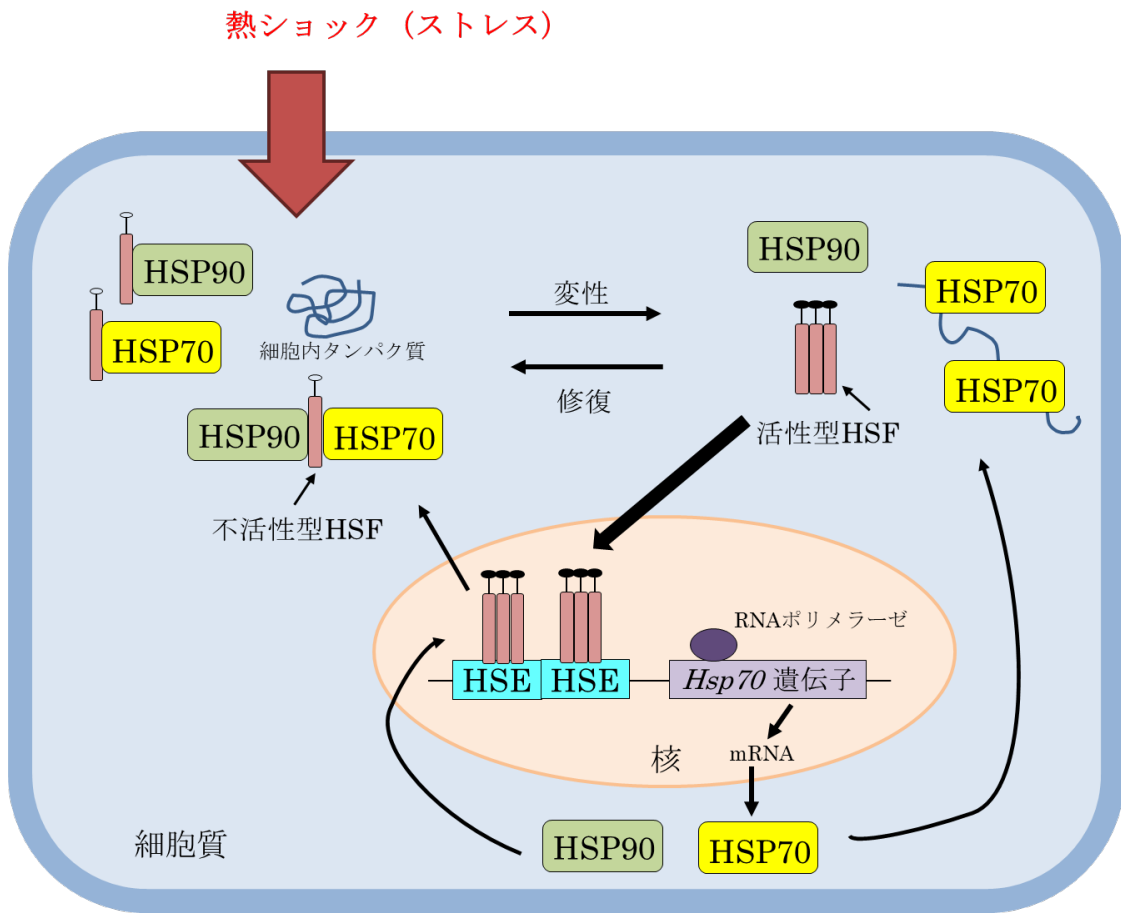 熱ショック（ストレス）
HSP90
HSP70
細胞内タンパク質
HSP90
HSP70
不活性型HSF
変性
修復
HSP90
HSP70
HSP70
活性型HSF
RNAポリメラーゼ
HSE
HSE
Hsp70 遺伝子
核
mRNA
細胞質
HSP90
HSP70